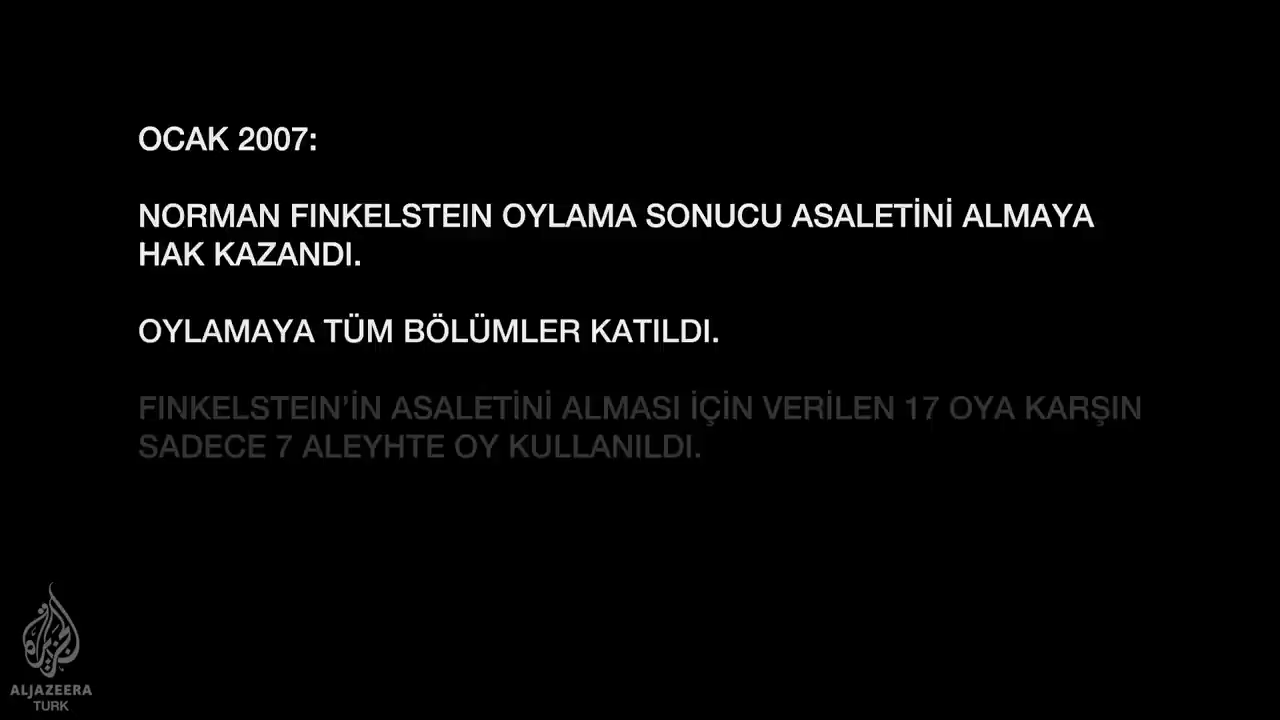 OCAK 2007:
NORMAN FINKELSTEIN OYLAMA SONUCU ASALETİNİ ALMAYA
HAK KAZANDI.
OYLAMAYA TÜM BÖLÜMLER KATILDI.
FINKELSTEIN’İN ASALETİNİ ALMASI İÇİN VERİLEN 17 OYA KARŞIN
SADECE 7 ALEYHTE OY KULLANILDI.
ALJAZEERA
TURK